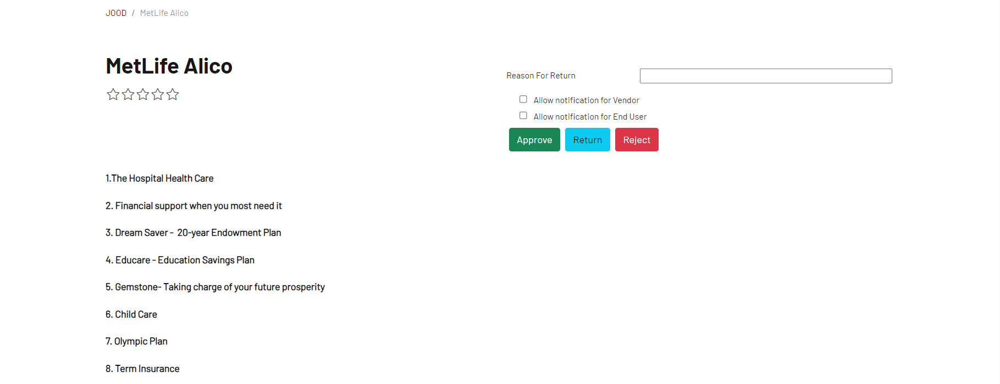 JOOD / MetLife Alico
MetLife Alico
Reason For Return
Allow notification for Vendor
Allow notification for End User
Approve Return Reject
1.The Hospital Health Care
2. Financial support when you most need it
3. Dream Saver - 20-year Endowment Plan
4. Educare - Education Savings Plan
5. Gemstone- Taking charge of your future prosperity
6. Child Care
7. Olympic Plan
8. Term Insurance